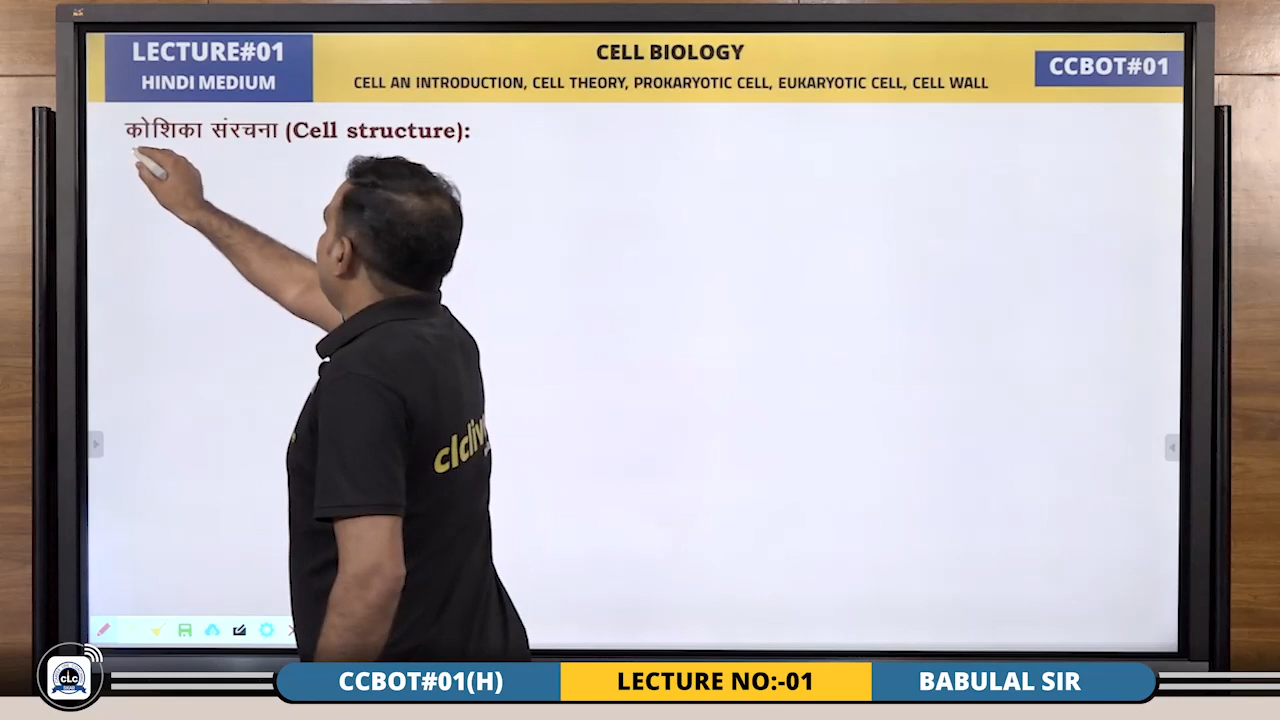 LECTURE#01
HINDI MEDIUM
CELL BIOLOGY
CELL AN INTRODUCTION, CELL THEORY, PROKARYOTIC CELL, EUKARYOTIC CELL, CELL WALL
CCBOT#01
कोशिका संरचना (Cell structure):
clclive
CLC
CCBOT#01(H)
LECTURE NO:-01
BABULAL SIR